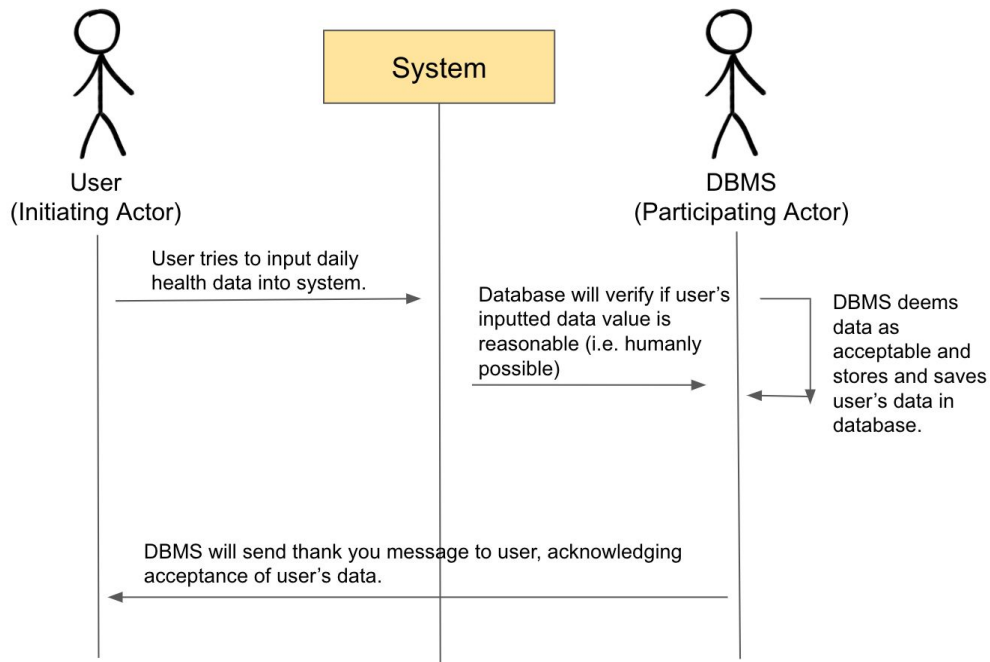 System
User
(Initiating Actor)
DBMS
(Participating Actor)
User tries to input daily
health data into system.
Database will verify if user's
inputted data value is
reasonable (i.e. humanly
possible)
DBMS deems
data as
acceptable and
stores and saves
user's data in
database.
DBMS will send thank you message to user, acknowledging
acceptance of user's data.